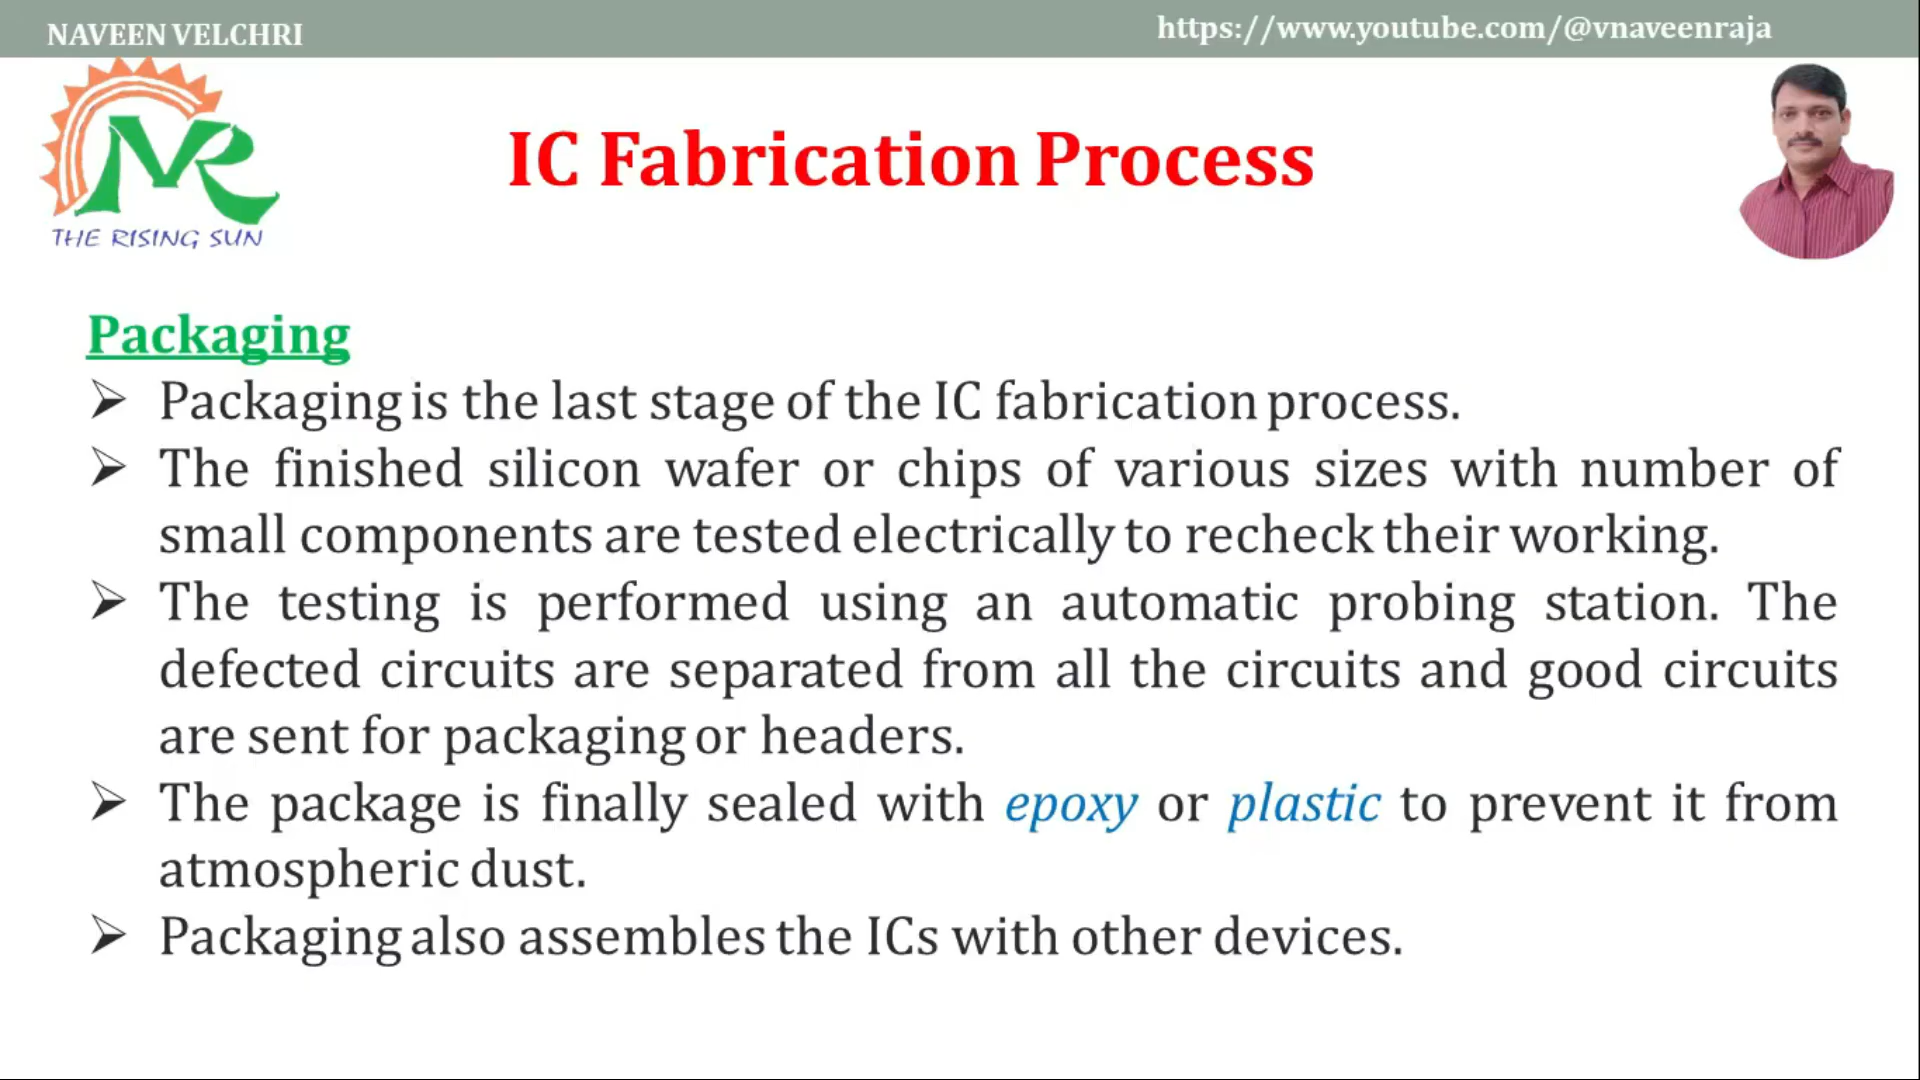 NAVEEN VELCHRI
https://www.youtube.com/@vnaveenraja
NR
THE RISING SUN
IC Fabrication Process
Packaging
➢ Packaging is the last stage of the IC fabrication process.
➢ The finished silicon wafer or chips of various sizes with number of
small components are tested electrically to recheck their working.
➢ The testing is performed using an automatic probing station. The
defected circuits are separated from all the circuits and good circuits
are sent for packaging or headers.
➢ The package is finally sealed with epoxy or plastic to prevent it from
atmospheric dust.
➢ Packaging also assembles the ICs with other devices.